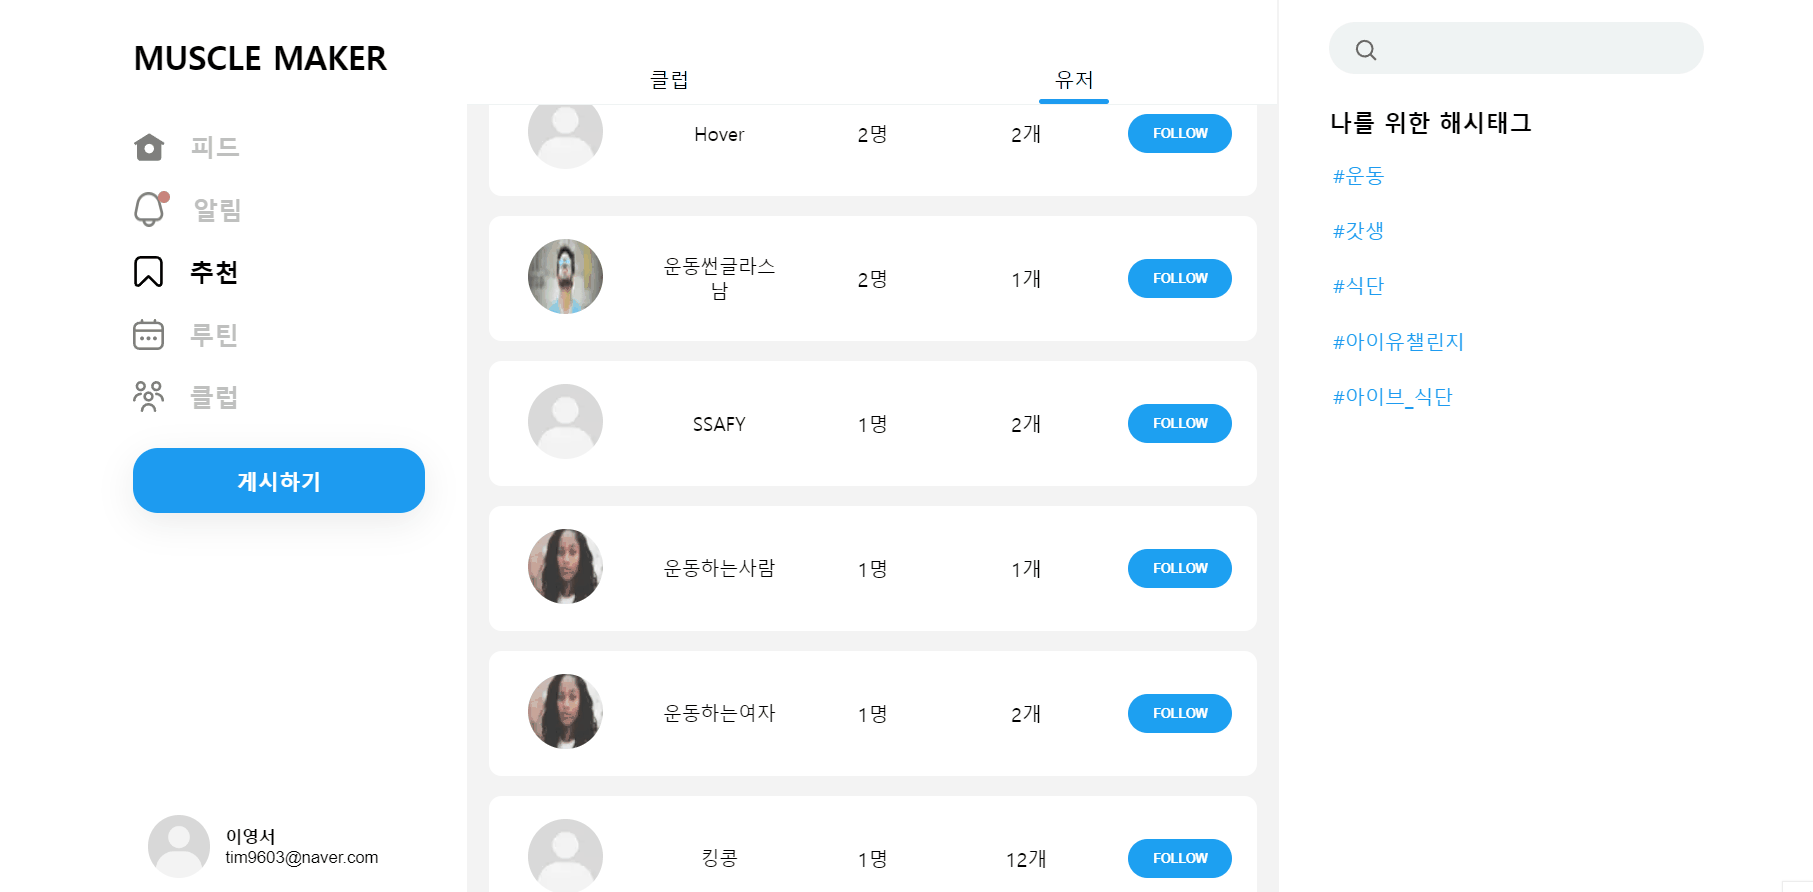 MUSCLE MAKER
피드
알림
추천
루틴
클럽
게시하기
이영서
tim9603@naver.com
클럽
유저
Hover 2명 2개 FOLLOW
운동썬글라스
남
2명 1개 FOLLOW
SSAFY 1명 2개 FOLLOW
운동하는사람 1명 1개 FOLLOW
운동하는여자 1명 2개 FOLLOW
킹콩 1명 12개 FOLLOW
나를 위한 해시태그
#운동
#갓생
#식단
#아이유챌린지
#아이브_식단